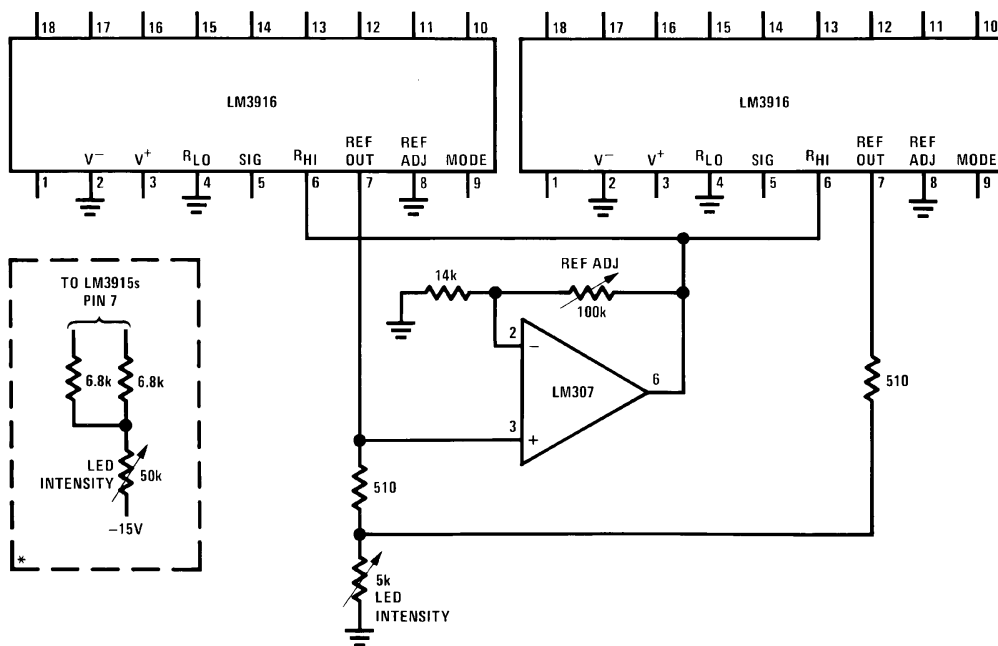 18 17 16 15 14 13 12 11 10
18 17 16 15 14 13 12 11 10
LM3916
LM3916
V− V+ RLO SIG RHI REF OUT REF ADJ MODE
V− V+ RLO SIG RHI REF OUT REF ADJ MODE
1 2 3 4 5 6 7 8 9
1 2 3 4 5 6 7 8 9
TO LM3915s
PIN 7
6.8k 6.8k
LED
INTENSITY
50k
−15V
*
14k
REF ADJ
100k
2
−
LM307
6
3
+
510
510
5k
LED
INTENSITY